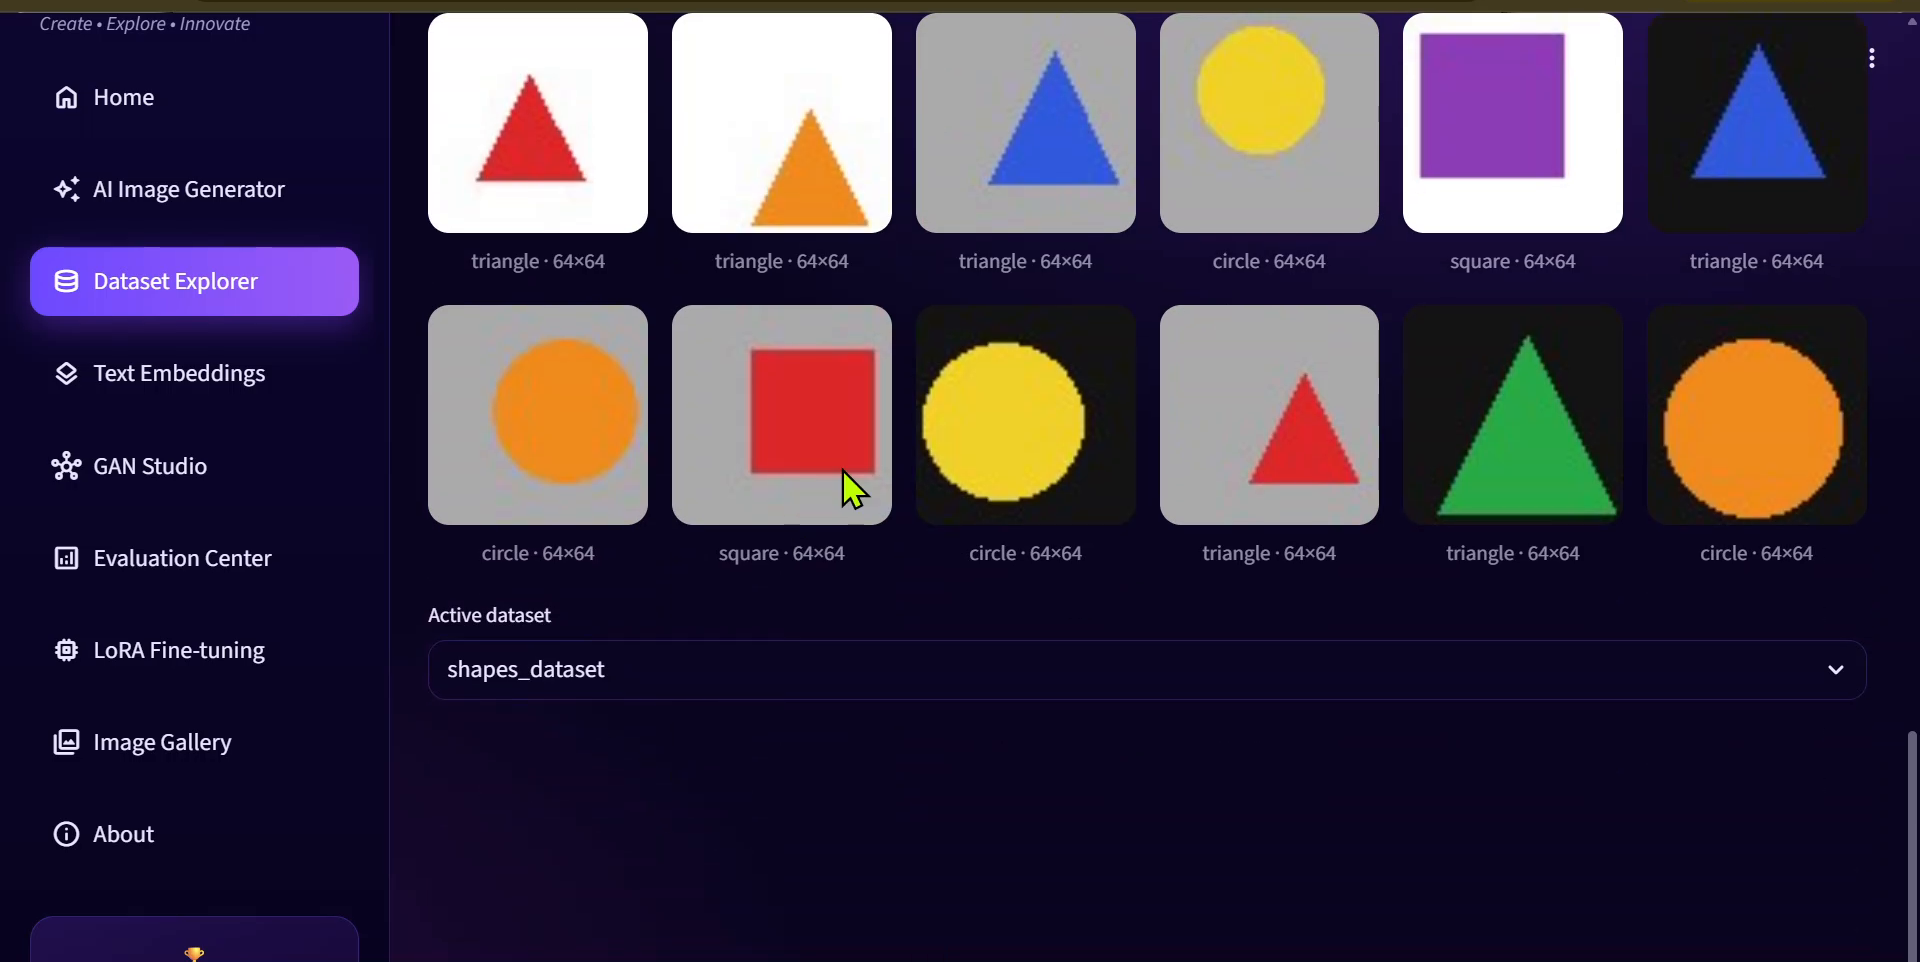 Create • Explore • Innovate
Home
AI Image Generator
Dataset Explorer
Text Embeddings
GAN Studio
Evaluation Center
LoRA Fine-tuning
Image Gallery
About
triangle · 64×64
triangle · 64×64
triangle · 64×64
circle · 64×64
square · 64×64
triangle · 64×64
circle · 64×64
square · 64×64
circle · 64×64
triangle · 64×64
triangle · 64×64
circle · 64×64
Active dataset
shapes_dataset